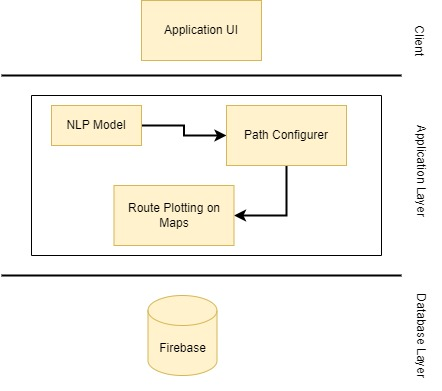 Application UI
Client
NLP Model
Path Configurer
Route Plotting on
Maps
Application Layer
Firebase
Database Layer